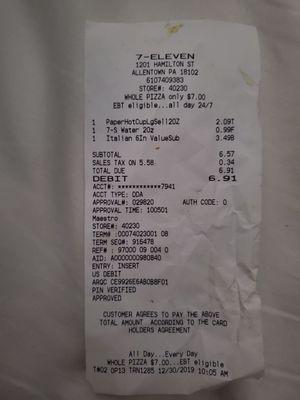 7-ELEVEN
1201 HAMILTON ST
ALLENTOWN PA 18102
6107409383
STORE#: 40230
WHOLE PIZZA only $7.00
EBT eligible...all day 24/7
1 PaperHotCupLgSell20Z 2.09T
1 7-S Water 20z 0.99F
1 Italian 6In ValueSub 3.49B
SUBTOTAL 6.57
SALES TAX ON 5.58 0.34
TOTAL DUE 6.91
DEBIT 6.91
ACCT#: ************7941
ACCT TYPE: DDA
APPROVAL#: 029820 AUTH CODE: 0
APPROVAL TIME: 100501
Maestro
STORE#: 40230
TERM# :00074023001 08
TERM SEQ#: 916478
REF# : 97000 09 004 0
AID: A0000000980840
ENTRY: INSERT
US DEBIT
ARQC CE9926E6AB0B8F01
PIN VERIFIED
APPROVED
CUSTOMER AGREES TO PAY THE ABOVE
TOTAL AMOUNT ACCORDING TO THE CARD
HOLDERS AGREEMENT
All Day...Every Day
WHOLE PIZZA $7.00...EBT eligible
T#02 OP13 TRN1285 12/30/2019 10:05 AM